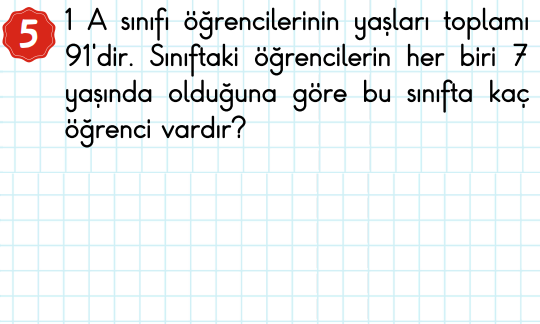 5
1 A sınıfı öğrencilerinin yaşları toplamı
91'dir. Sınıftaki öğrencilerin her biri 7
yaşında olduğuna göre bu sınıfta kaç
öğrenci vardır?